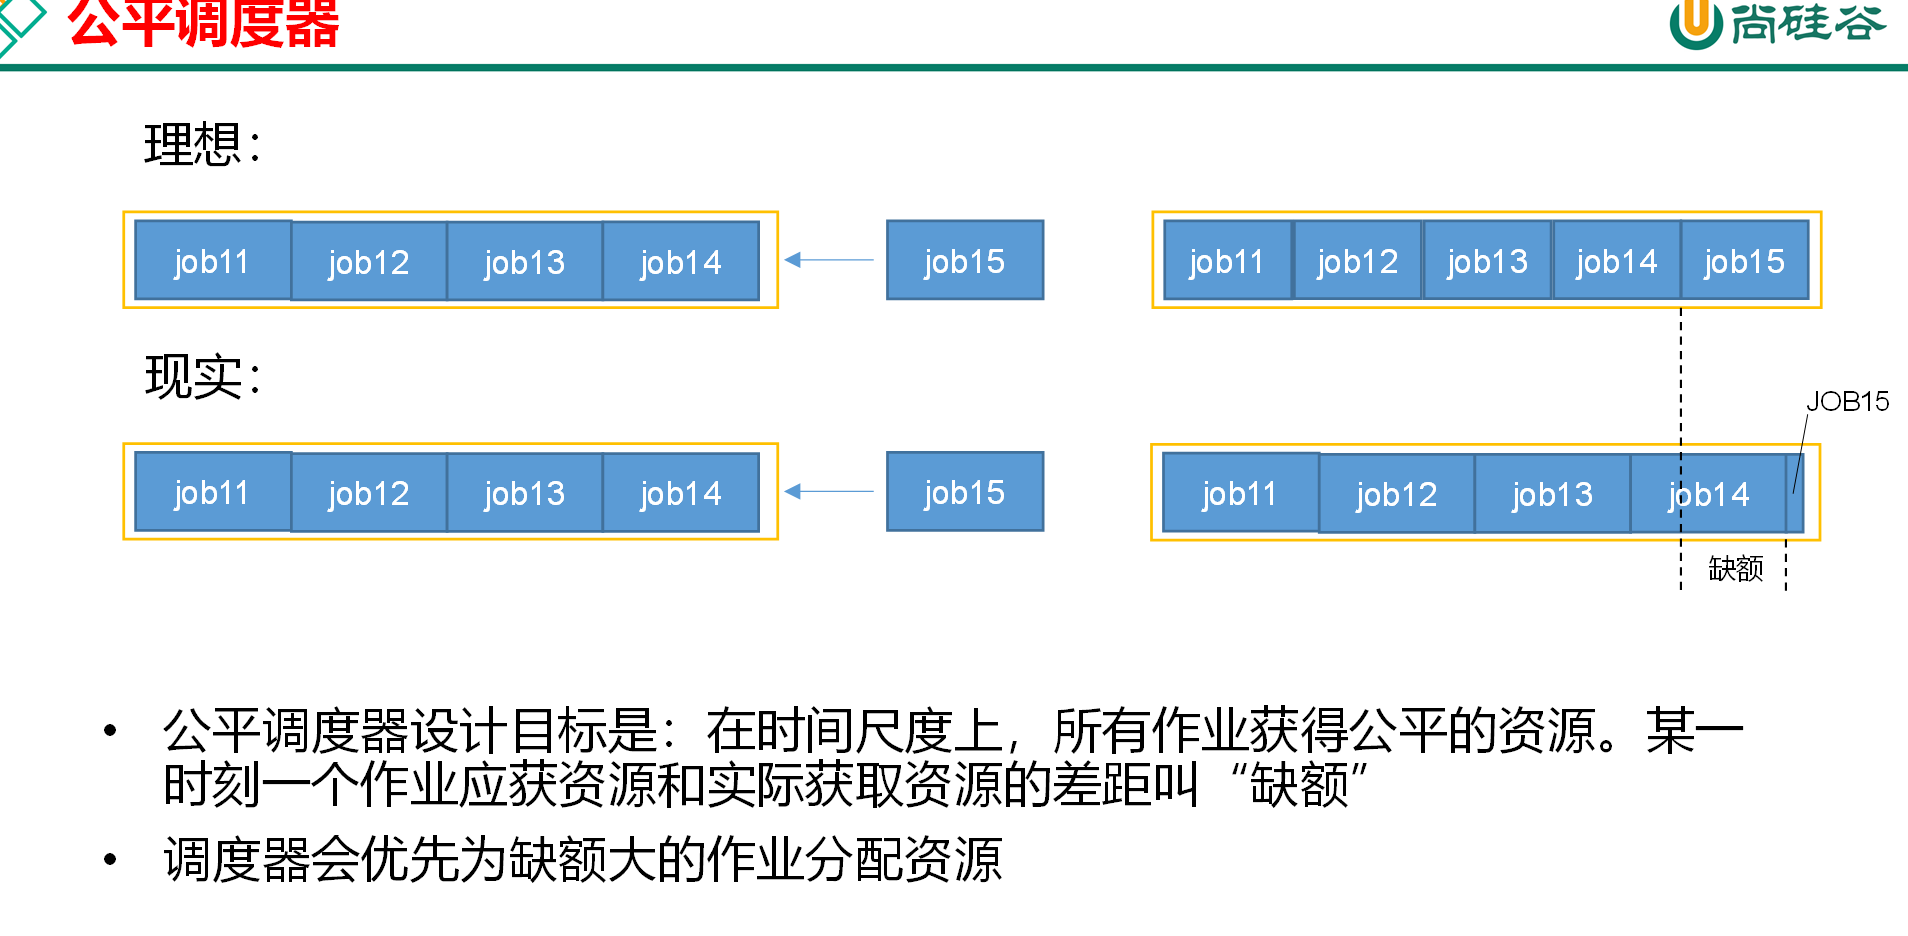 公平调度器
尚硅谷
理想：
job11 job12 job13 job14 job15 job11 job12 job13 job14 job15
现实：
JOB15
job11 job12 job13 job14 job15 job11 job12 job13 job14
缺额
• 公平调度器设计目标是：在时间尺度上，所有作业获得公平的资源。某一
时刻一个作业应获资源和实际获取资源的差距叫“缺额”
• 调度器会优先为缺额大的作业分配资源